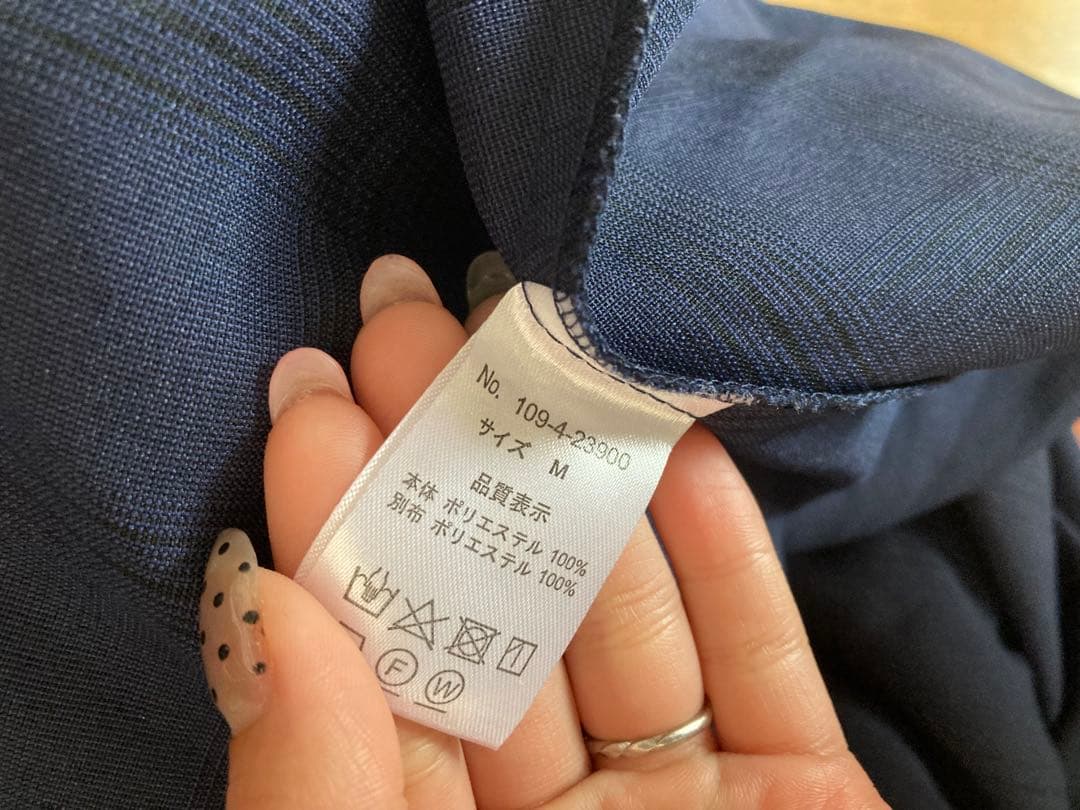 No. 109-4-23900
サイズ M
品質表示
本体 ポリエステル 100%
別布 ポリエステル 100%
F W